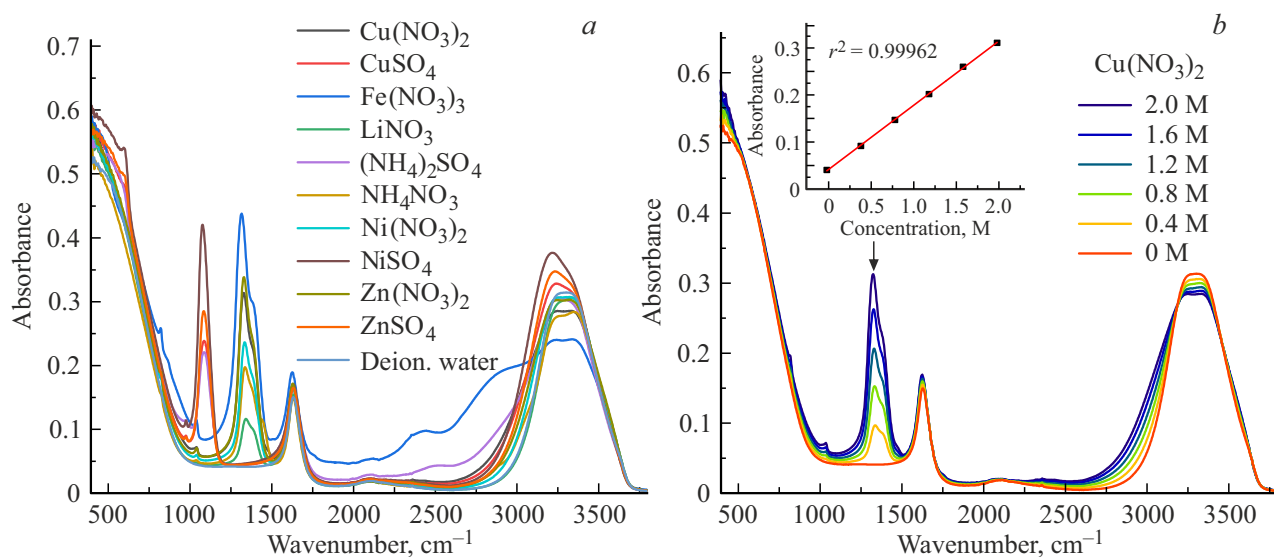 a
0.7
0.6
0.5
0.4
0.3
0.2
0.1
0
Absorbance
500 1000 1500 2000 2500 3000 3500
Wavenumber, cm⁻¹
Cu(NO₃)₂
CuSO₄
Fe(NO₃)₃
LiNO₃
(NH₄)₂SO₄
NH₄NO₃
Ni(NO₃)₂
NiSO₄
Zn(NO₃)₂
ZnSO₄
Deion. water
b
0.6
0.5
0.4
0.3
0.2
0.1
0
Absorbance
500 1000 1500 2000 2500 3000 3500
Wavenumber, cm⁻¹
r² = 0.99962
0.3
0.2
0.1
0
Absorbance
0 0.5 1.0 1.5 2.0
Concentration, M
Cu(NO₃)₂
2.0 M
1.6 M
1.2 M
0.8 M
0.4 M
0 M